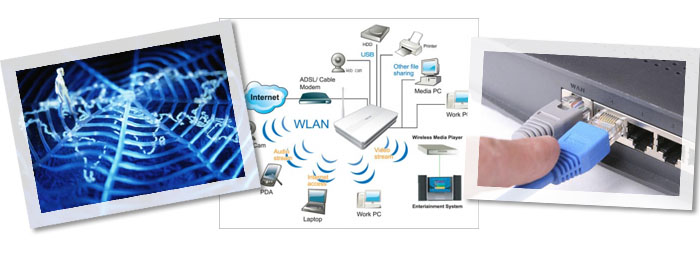 HDD
Printer
USB
Other file
sharing
ADSL/ Cable
Modem
Media PC
Internet
WLAN
Work PC
Wireless Media Player
Cam
Audio
stream
Video
stream
Internet
access
PDA
Laptop
Work PC
Entertainment System
WAN